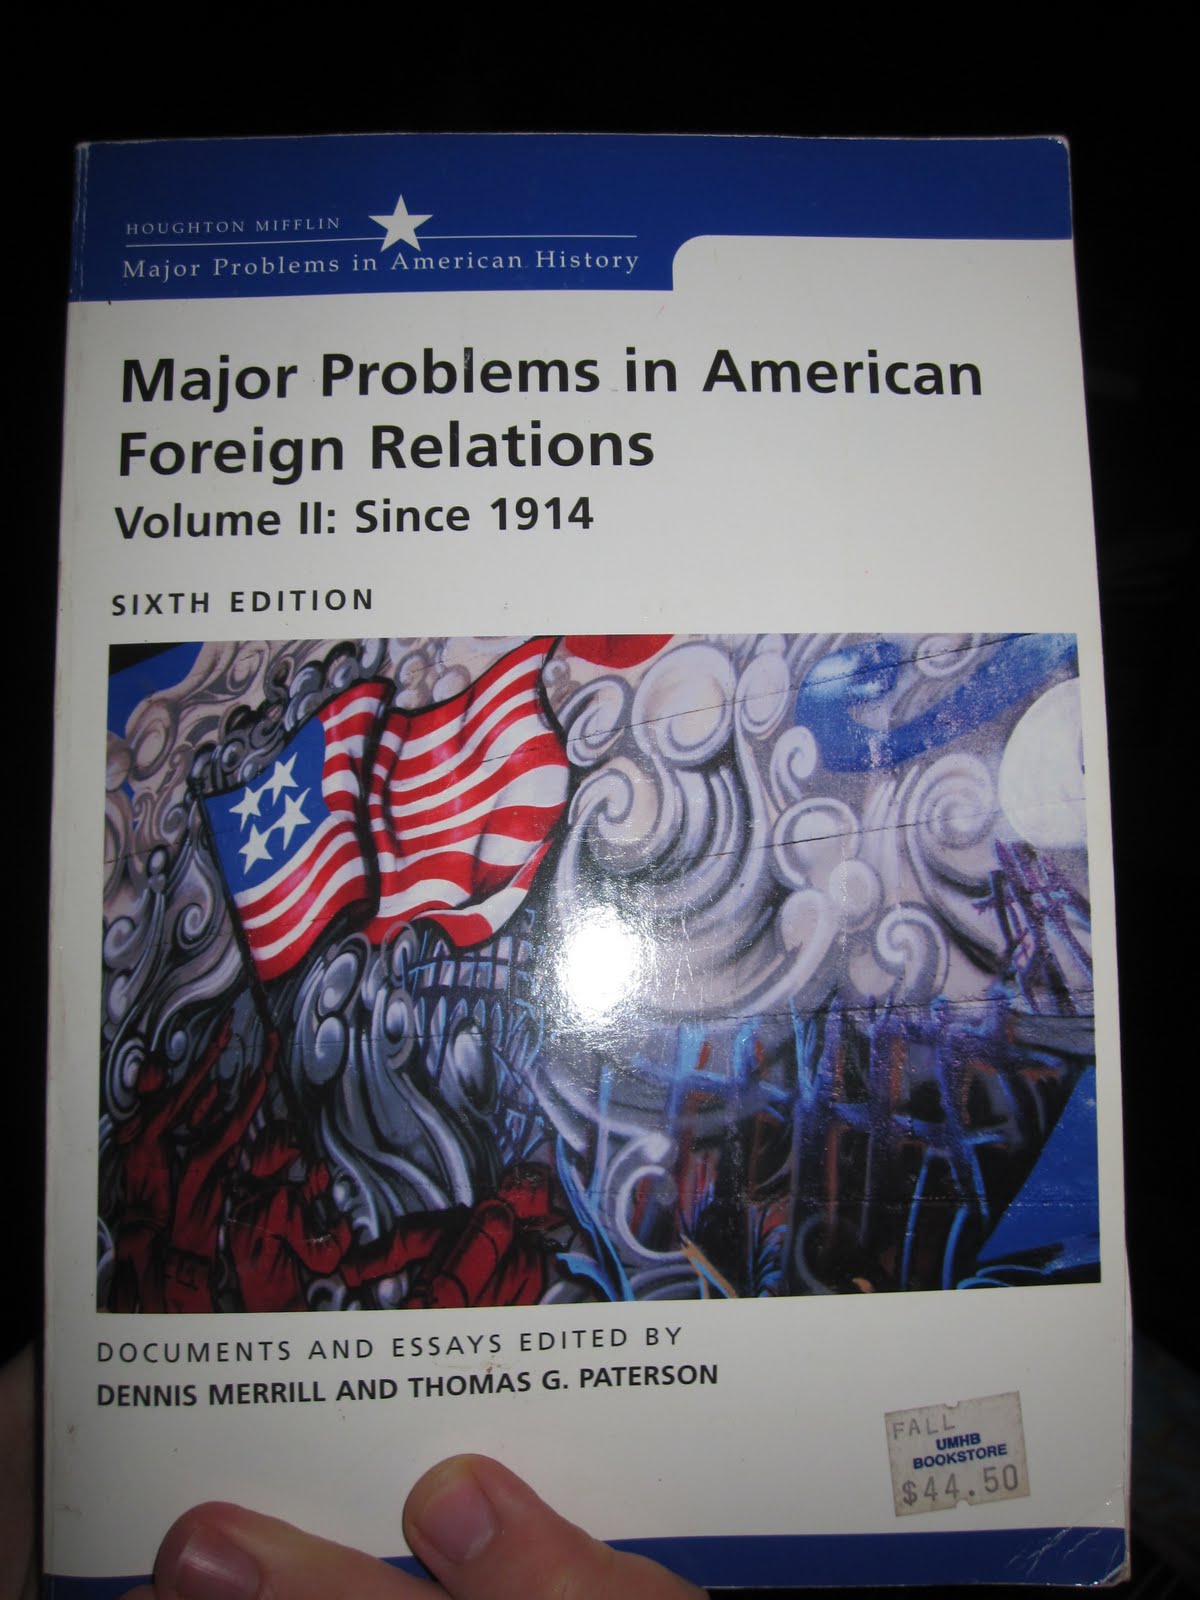 HOUGHTON MIFFLIN
Major Problems in American History
Major Problems in American
Foreign Relations
Volume II: Since 1914
SIXTH EDITION
DOCUMENTS AND ESSAYS EDITED BY
DENNIS MERRILL AND THOMAS G. PATERSON
FALL
UMHB
BOOKSTORE
$44.50